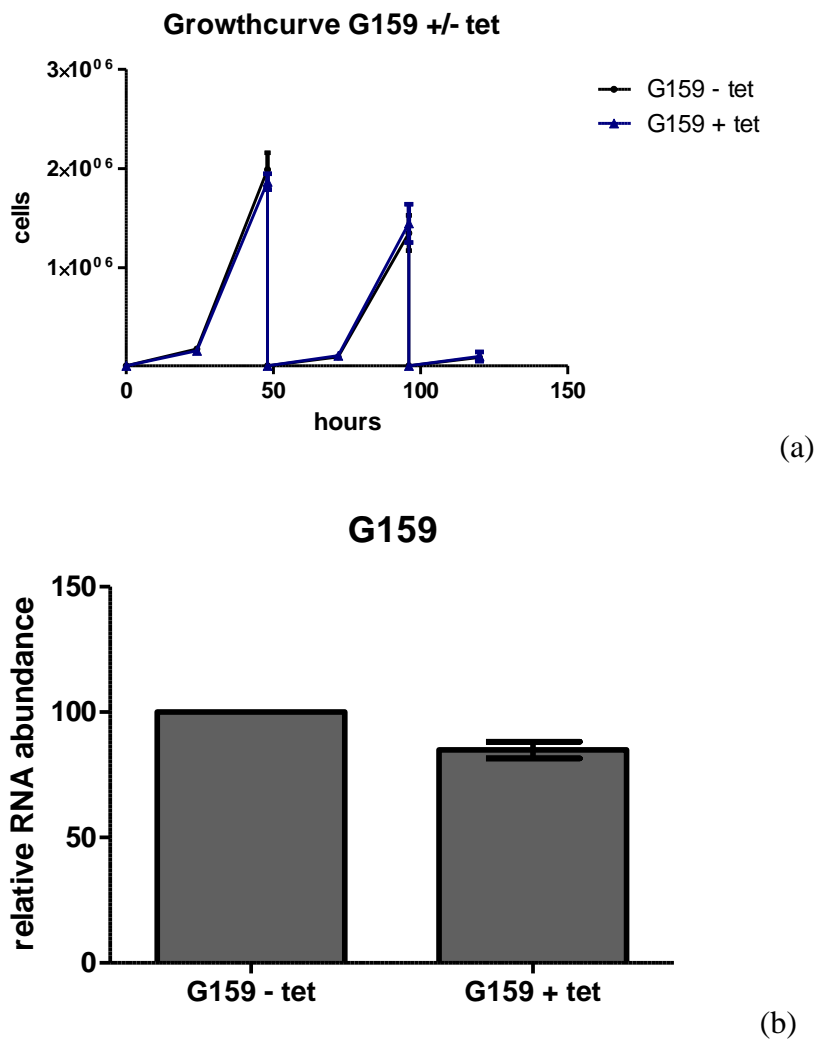 Growthcurve G159 +/- tet
3×10⁰⁶
2×10⁰⁶
1×10⁰⁶
cells
0
50
100
150
hours
G159 - tet
G159 + tet
(a)
G159
150
100
50
0
relative RNA abundance
G159 - tet
G159 + tet
(b)